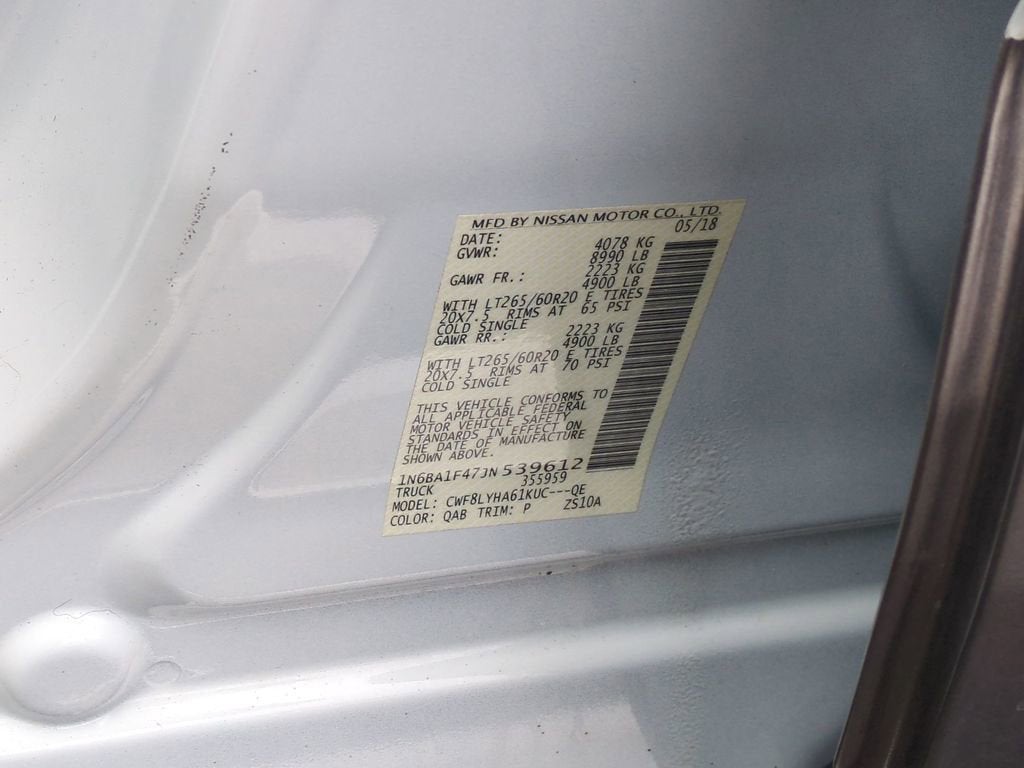 MFD BY NISSAN MOTOR CO., LTD.
DATE: 05/18
GVWR: 4078 KG
8990 LB
GAWR FR.: 2223 KG
4900 LB
WITH LT265/60R20 E TIRES
20X7.5 RIMS AT 65 PSI
COLD SINGLE
GAWR RR.: 2223 KG
4900 LB
WITH LT265/60R20 E TIRES
20X7.5 RIMS AT 70 PSI
COLD SINGLE
THIS VEHICLE CONFORMS TO
ALL APPLICABLE FEDERAL
MOTOR VEHICLE SAFETY
STANDARDS IN EFFECT ON
THE DATE OF MANUFACTURE
SHOWN ABOVE.
1N6BA1F47JN539612
TRUCK 355959
MODEL: CWF8LYHA61KUC---QE
COLOR: QAB TRIM: P ZS10A